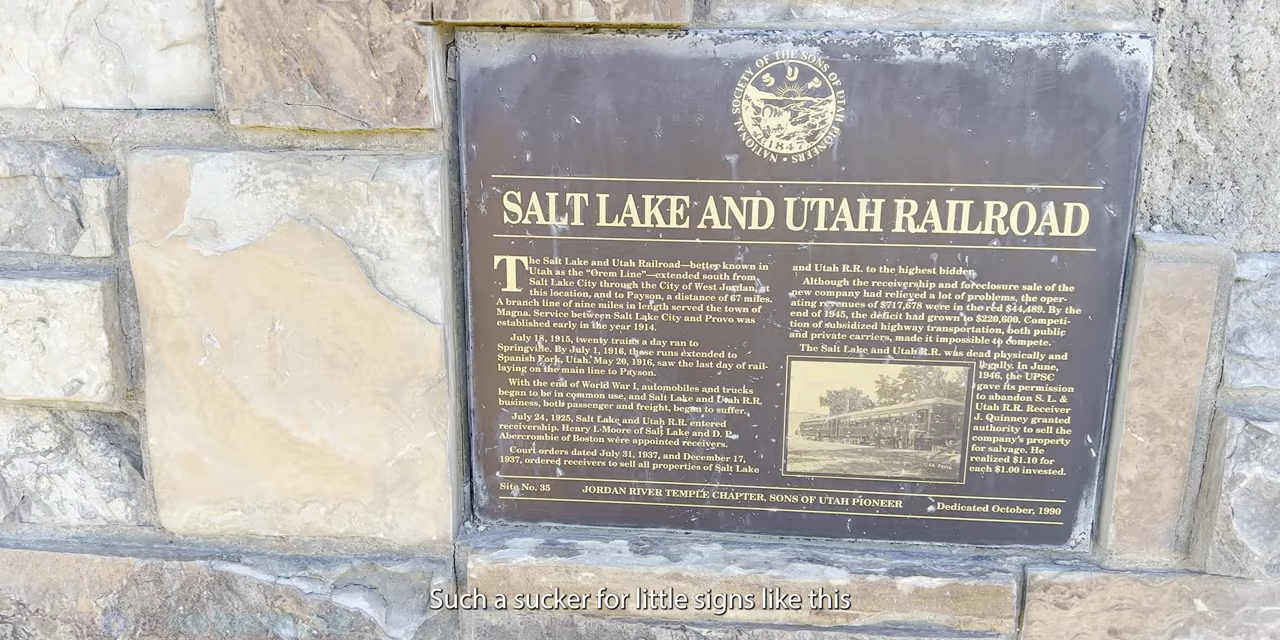 NATIONAL SOCIETY OF THE SONS OF UTAH PIONEERS
SUP
1847
SALT LAKE AND UTAH RAILROAD
The Salt Lake and Utah Railroad—better known in
Utah as the "Orem Line"—extended south from
Salt Lake City through the City of West Jordan, at
this location, and to Payson, a distance of 67 miles.
A branch line of nine miles in length served the town of
Magna. Service between Salt Lake City and Provo was
established early in the year 1914.
July 18, 1915, twenty trains a day ran to
Springville. By July 1, 1916, these runs extended to
Spanish Fork, Utah. May 20, 1916, saw the last day of rail-
laying on the main line to Payson.
With the end of World War I, automobiles and trucks
began to be in common use, and Salt Lake and Utah R.R.
business, both passenger and freight, began to suffer.
July 24, 1925, Salt Lake and Utah R.R. entered
receivership. Henry I. Moore of Salt Lake and D. P.
Abercrombie of Boston were appointed receivers.
Court orders dated July 31, 1937, and December 17,
1937, ordered receivers to sell all properties of Salt Lake
and Utah R.R. to the highest bidder.
Although the receivership and foreclosure sale of the
new company had relieved a lot of problems, the oper-
ating revenues of $717,678 were in the red $44,489. By the
end of 1945, the deficit had grown to $220,600. Competi-
tion of subsidized highway transportation, both public
and private carriers, made it impossible to compete.
The Salt Lake and Utah R.R. was dead physically and
legally. In June,
1946, the UPSC
gave its permission
to abandon S. L. &
Utah R.R. Receiver
J. Quinney granted
authority to sell the
company's property
for salvage. He
realized $1.10 for
each $1.00 invested.
Site No. 35
JORDAN RIVER TEMPLE CHAPTER, SONS OF UTAH PIONEER
Dedicated October, 1990
Such a sucker for little signs like this